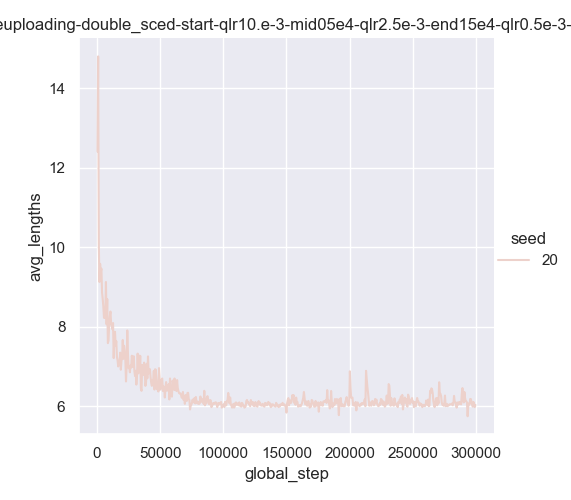 euploading-double_sced-start-qlr10.e-3-mid05e4-qlr2.5e-3-end15e4-qlr0.5e-3-
14
12
10
8
6
avg_lengths
0 50000 100000 150000 200000 250000 300000
global_step
seed
20